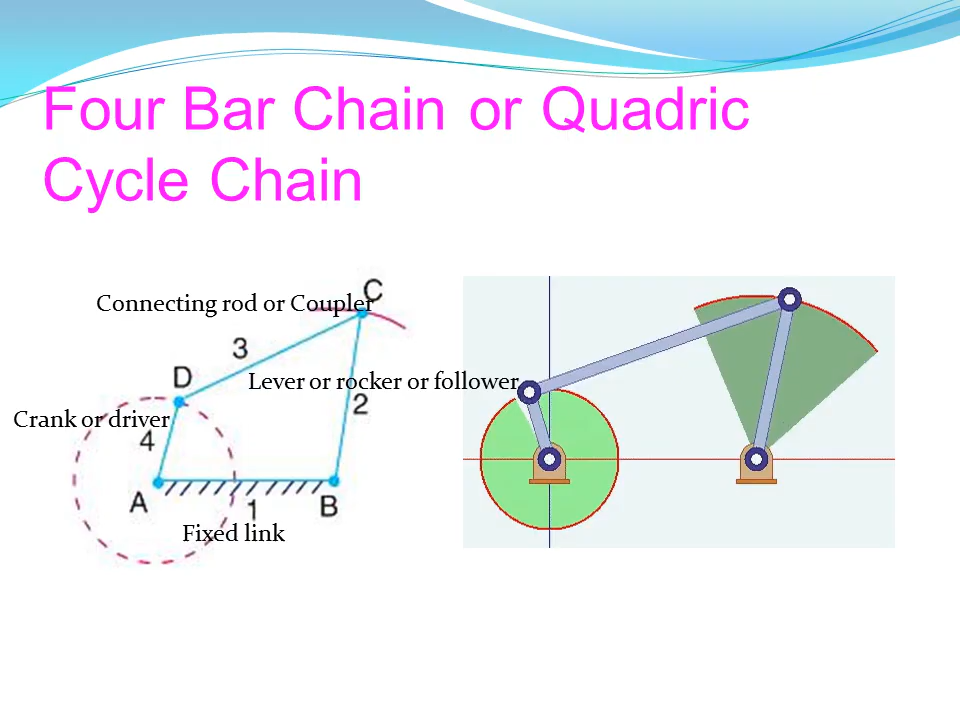 Four Bar Chain or Quadric
Cycle Chain
C
Connecting rod or Coupler
3
D
Lever or rocker or follower
2
Crank or driver
4
A
1
B
Fixed link